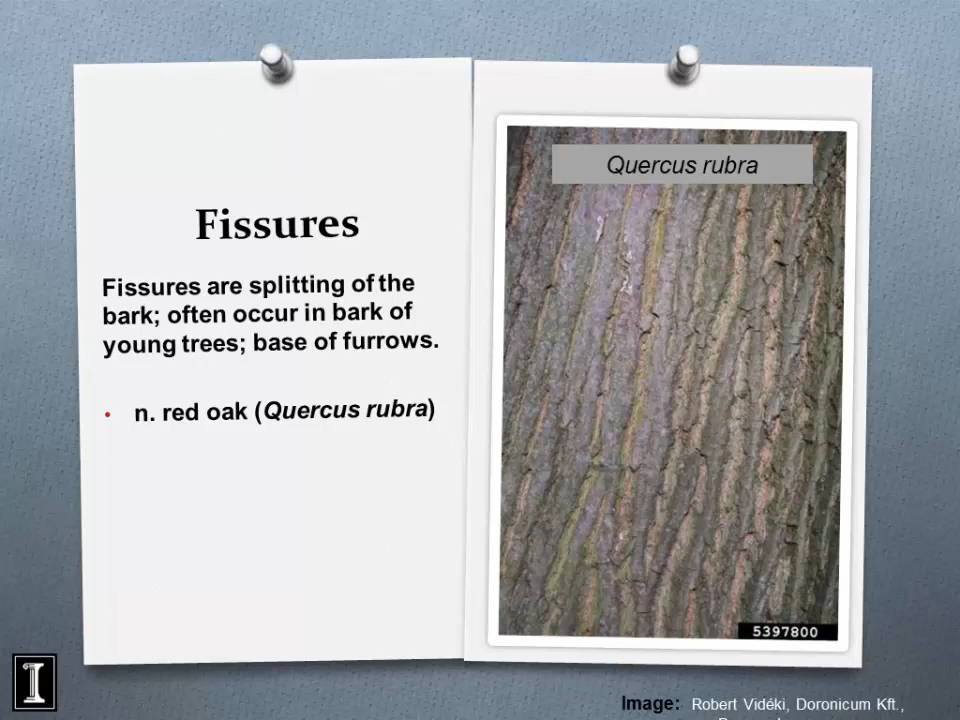 Fissures
Fissures are splitting of the
bark; often occur in bark of
young trees; base of furrows.
• n. red oak (Quercus rubra)
Quercus rubra
5397800
I
Image: Robert Vidéki, Doronicum Kft.,